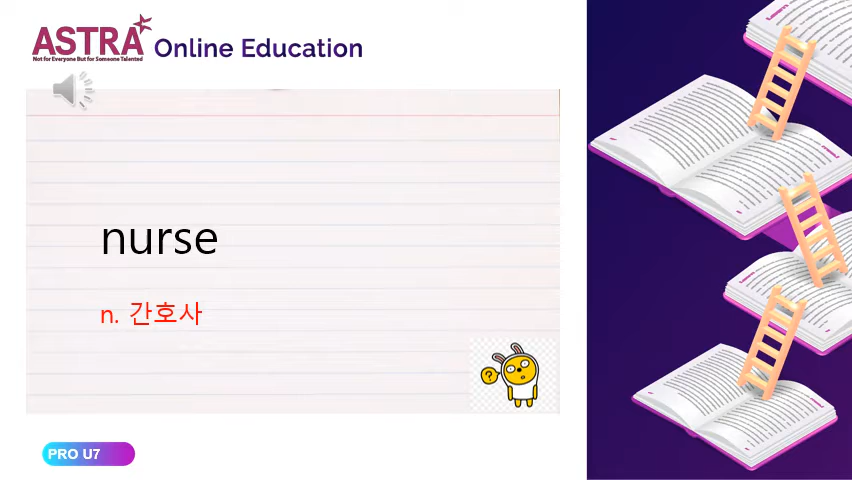 ASTRA Online Education
Not for Everyone But for Someone Talented
nurse
n. 간호사
?
PRO U7